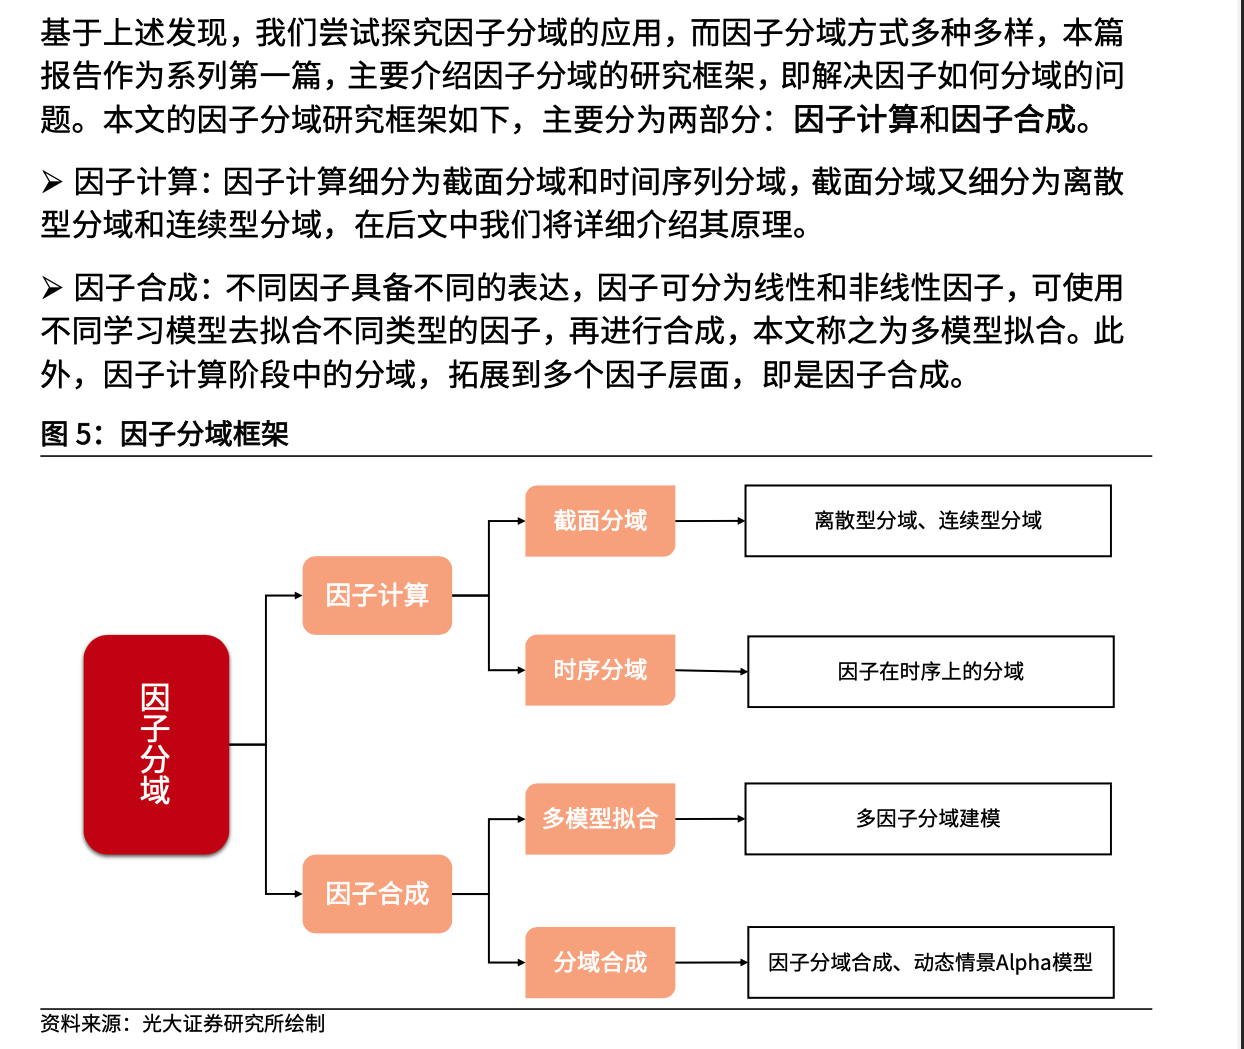 基于上述发现，我们尝试探究因子分域的应用，而因子分域方式多种多样，本篇
报告作为系列第一篇，主要介绍因子分域的研究框架，即解决因子如何分域的问
题。本文的因子分域研究框架如下，主要分为两部分：因子计算和因子合成。
➢ 因子计算：因子计算细分为截面分域和时间序列分域，截面分域又细分为离散
型分域和连续型分域，在后文中我们将详细介绍其原理。
➢ 因子合成：不同因子具备不同的表达，因子可分为线性和非线性因子，可使用
不同学习模型去拟合不同类型的因子，再进行合成，本文称之为多模型拟合。此
外，因子计算阶段中的分域，拓展到多个因子层面，即是因子合成。
图 5：因子分域框架
因子分域
因子计算
截面分域
离散型分域、连续型分域
时序分域
因子在时序上的分域
因子合成
多模型拟合
多因子分域建模
分域合成
因子分域合成、动态情景Alpha模型
资料来源：光大证券研究所绘制